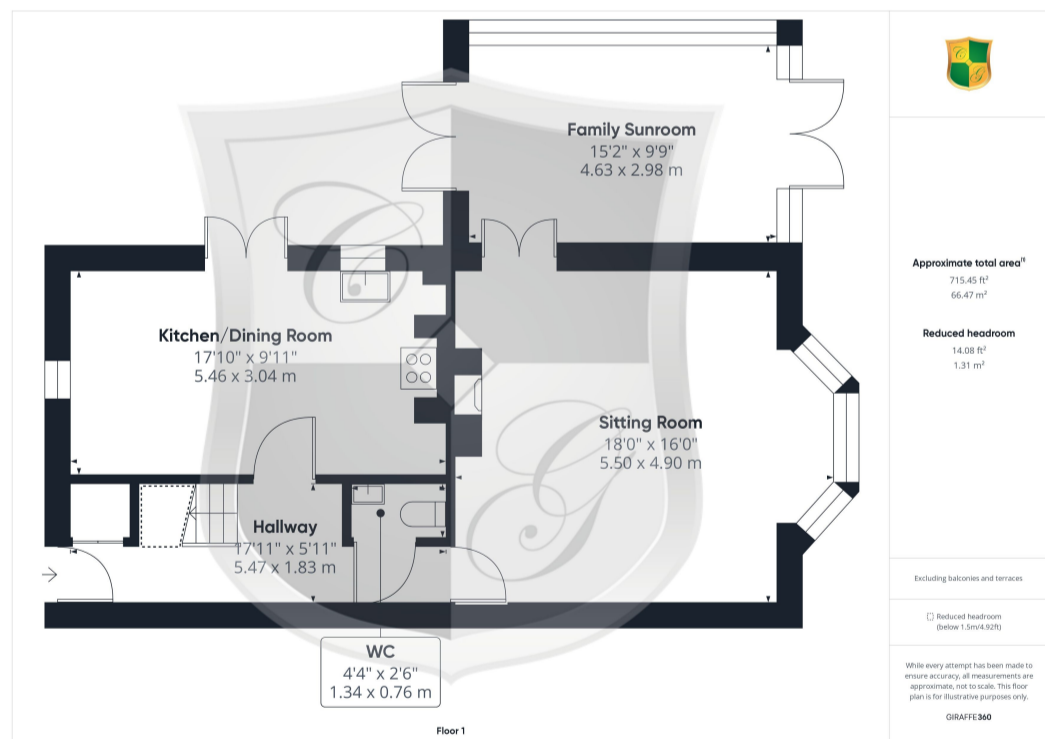 Family Sunroom
15'2" x 9'9"
4.63 x 2.98 m
Kitchen/Dining Room
17'10" x 9'11"
5.46 x 3.04 m
Sitting Room
18'0" x 16'0"
5.50 x 4.90 m
Hallway
17'11" x 5'11"
5.47 x 1.83 m
WC
4'4" x 2'6"
1.34 x 0.76 m
Floor 1
C
G
C
G
Approximate total area⁽¹⁾
715.45 ft²
66.47 m²
Reduced headroom
14.08 ft²
1.31 m²
Excluding balconies and terraces
Reduced headroom
(below 1.5m/4.92ft)
While every attempt has been made to
ensure accuracy, all measurements are
approximate, not to scale. This floor
plan is for illustrative purposes only.
GIRAFFE360